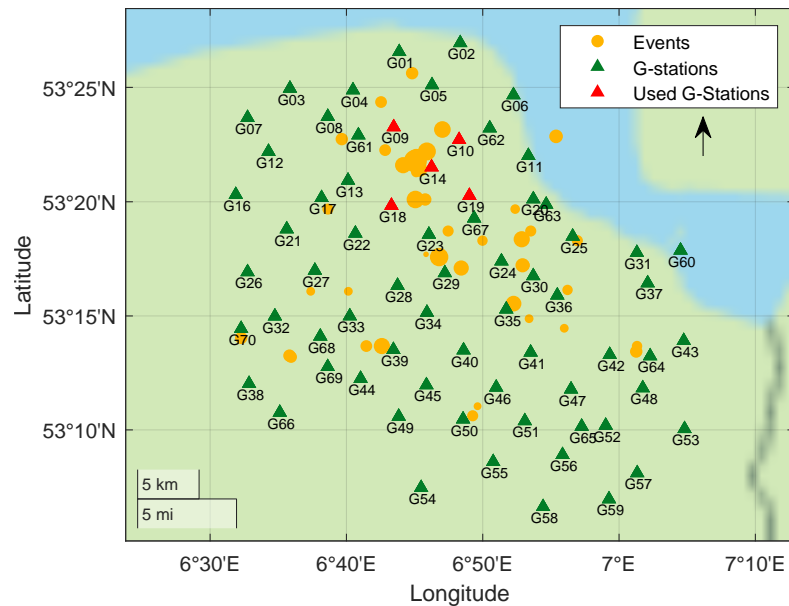 Events
G-stations
Used G-Stations
53°25'N
53°20'N
53°15'N
53°10'N
Latitude
G02
G01
G05
G03
G04
G06
G07
G08
G09
G61
G10
G62
G12
G11
G14
G13
G16
G17
G18
G19
G20
G63
G67
G21
G22
G23
G25
G31
G60
G24
G26
G27
G29
G30
G28
G37
G36
G35
G32
G33
G34
G70
G68
G39
G40
G41
G42
G64
G43
G69
G44
G38
G45
G46
G47
G48
G66
G49
G50
G51
G65
G52
G53
G55
G56
G54
G57
G58
G59
5 km
5 mi
6°30'E
6°40'E
6°50'E
7°E
7°10'E
Longitude